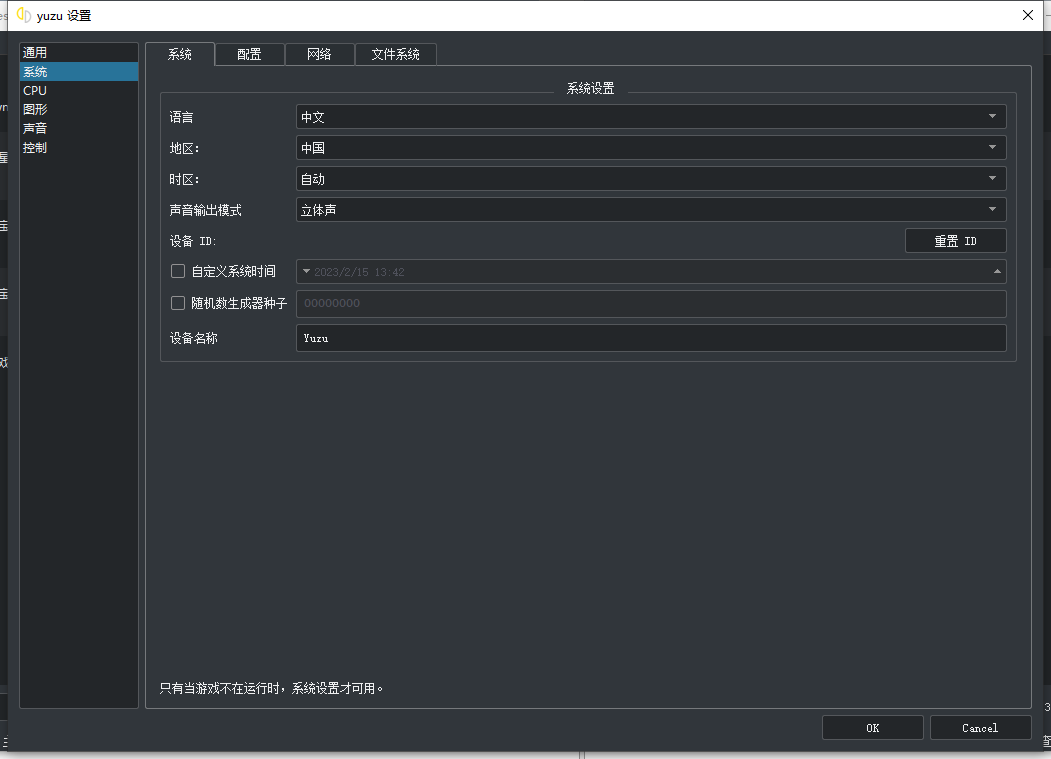 yuzu 设置
通用
系统
CPU
图形
声音
控制
系统 配置 网络 文件系统
系统设置
语言 中文
地区: 中国
时区: 自动
声音输出模式 立体声
设备 ID: 重置 ID
自定义系统时间 2023/2/15 13:42
随机数生成器种子 00000000
设备名称 Yuzu
只有当游戏不在运行时，系统设置才可用。
OK Cancel